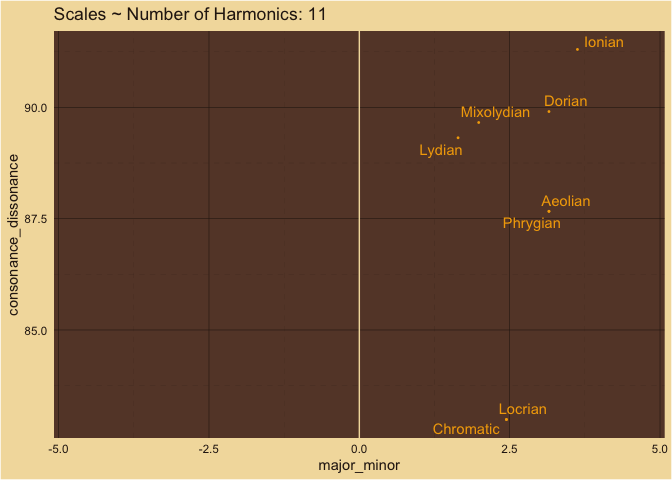 Scales ~ Number of Harmonics: 11
Ionian
90.0
Dorian
Mixolydian
Lydian
consonance_dissonance
Aeolian
87.5
Phrygian
85.0
Locrian
Chromatic
-5.0
-2.5
0.0
2.5
5.0
major_minor